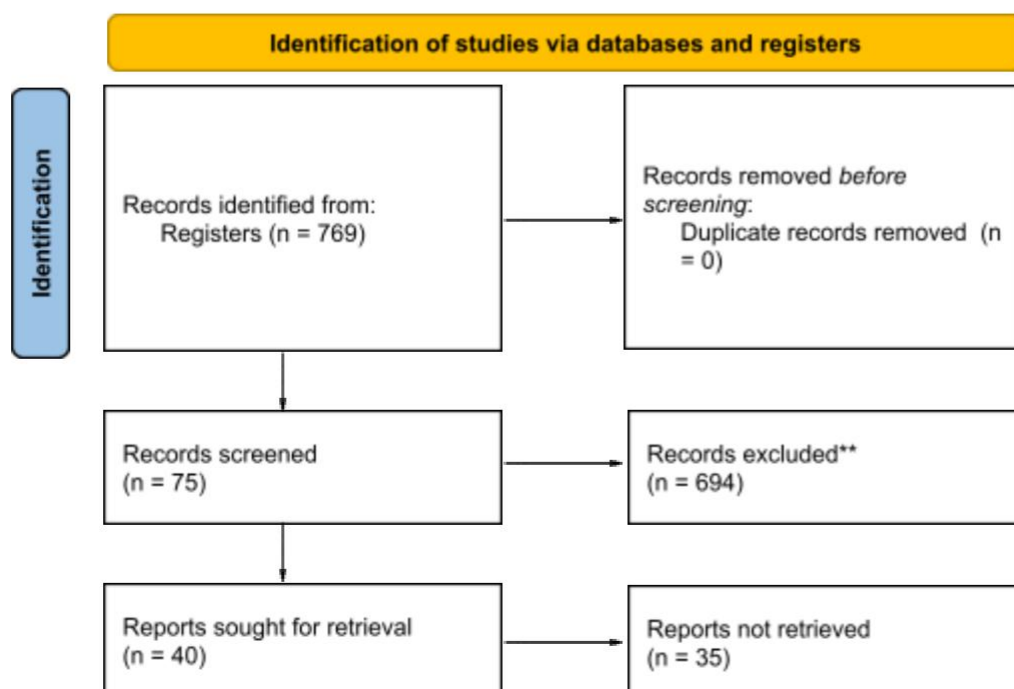 Identification of studies via databases and registers
Identification
Records identified from:
Registers (n = 769)
Records removed before
screening:
Duplicate records removed (n
= 0)
Records screened
(n = 75)
Records excluded**
(n = 694)
Reports sought for retrieval
(n = 40)
Reports not retrieved
(n = 35)